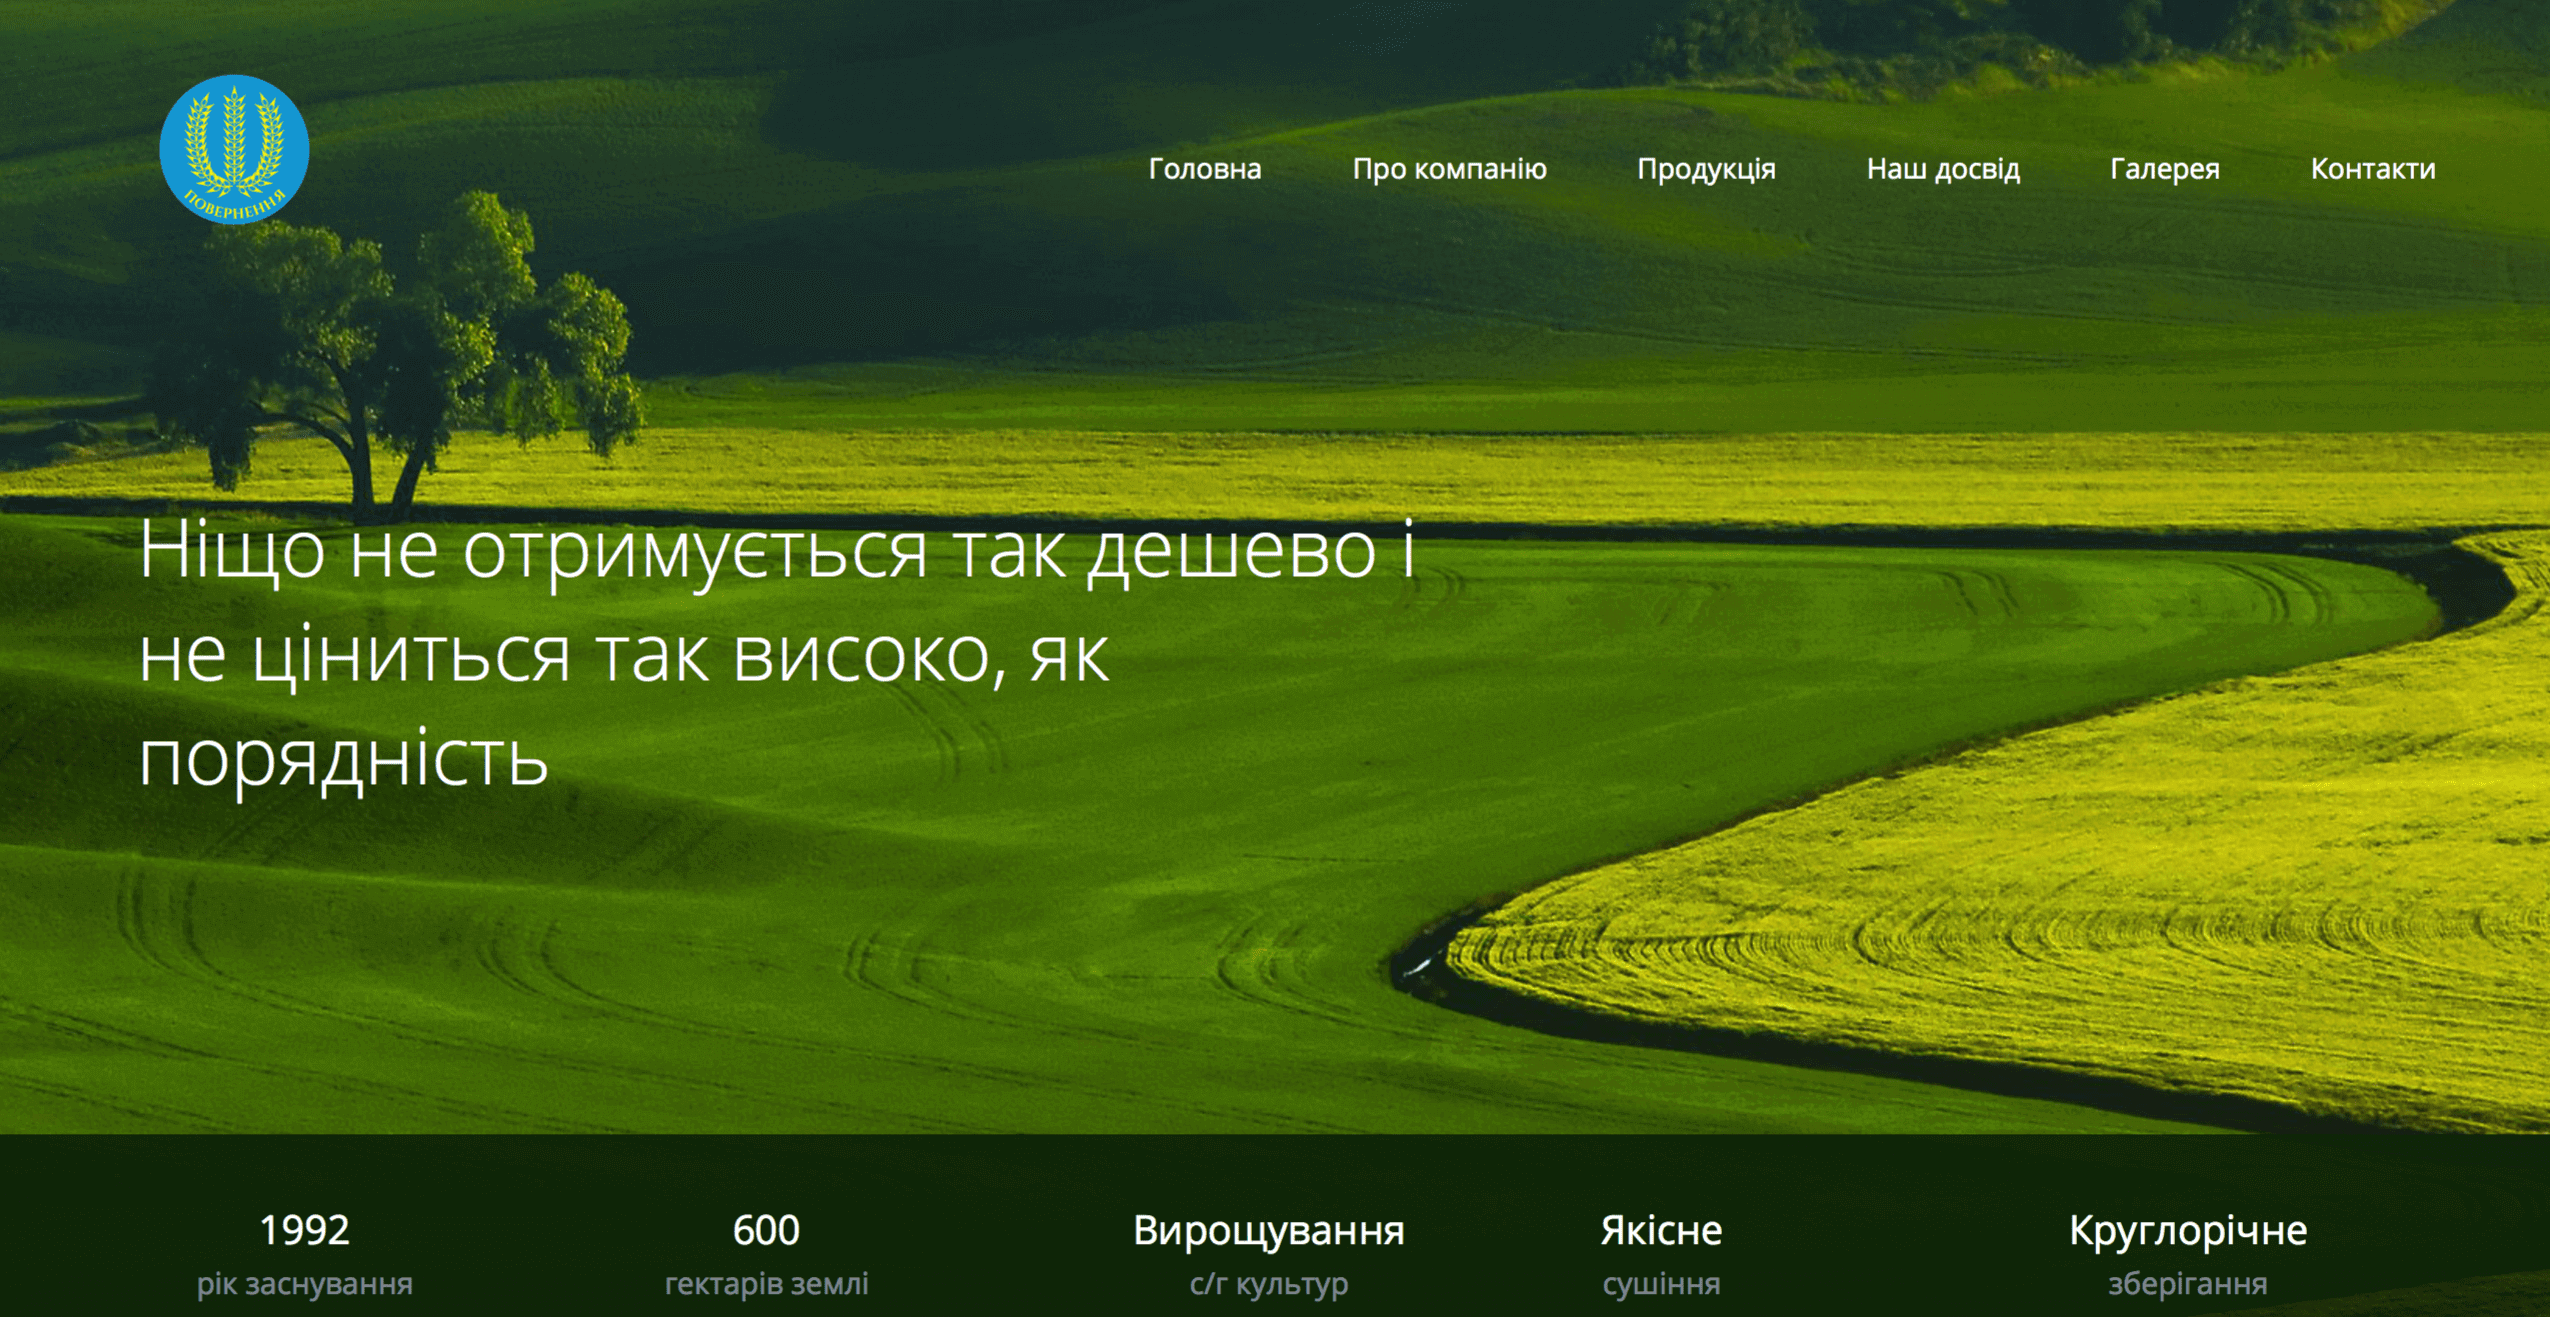 ПОВЕРНЕННЯ
Головна Про компанію Продукція Наш досвід Галерея Контакти
Ніщо не отримується так дешево і
не ціниться так високо, як
порядність
1992 600 Вирощування Якісне Круглорічне
рік заснування гектарів землі с/г культур сушіння зберігання